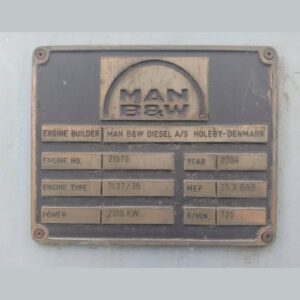 MAN
B&W
ENGINE BUILDER MAN B&W DIESEL A/S HOLEBY-DENMARK
ENGINE NO. YEAR 2004
ENGINE TYPE 7L27/38 MEP 25,3 BAR
POWER 2310 KW R/MIN. 720